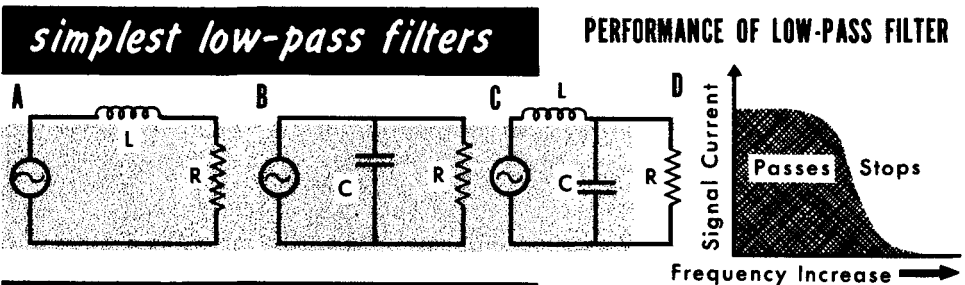 simplest low-pass filters
PERFORMANCE OF LOW-PASS FILTER
A
L
R
B
C
R
C
L
C
R
D
Signal Current
Passes Stops
Frequency Increase